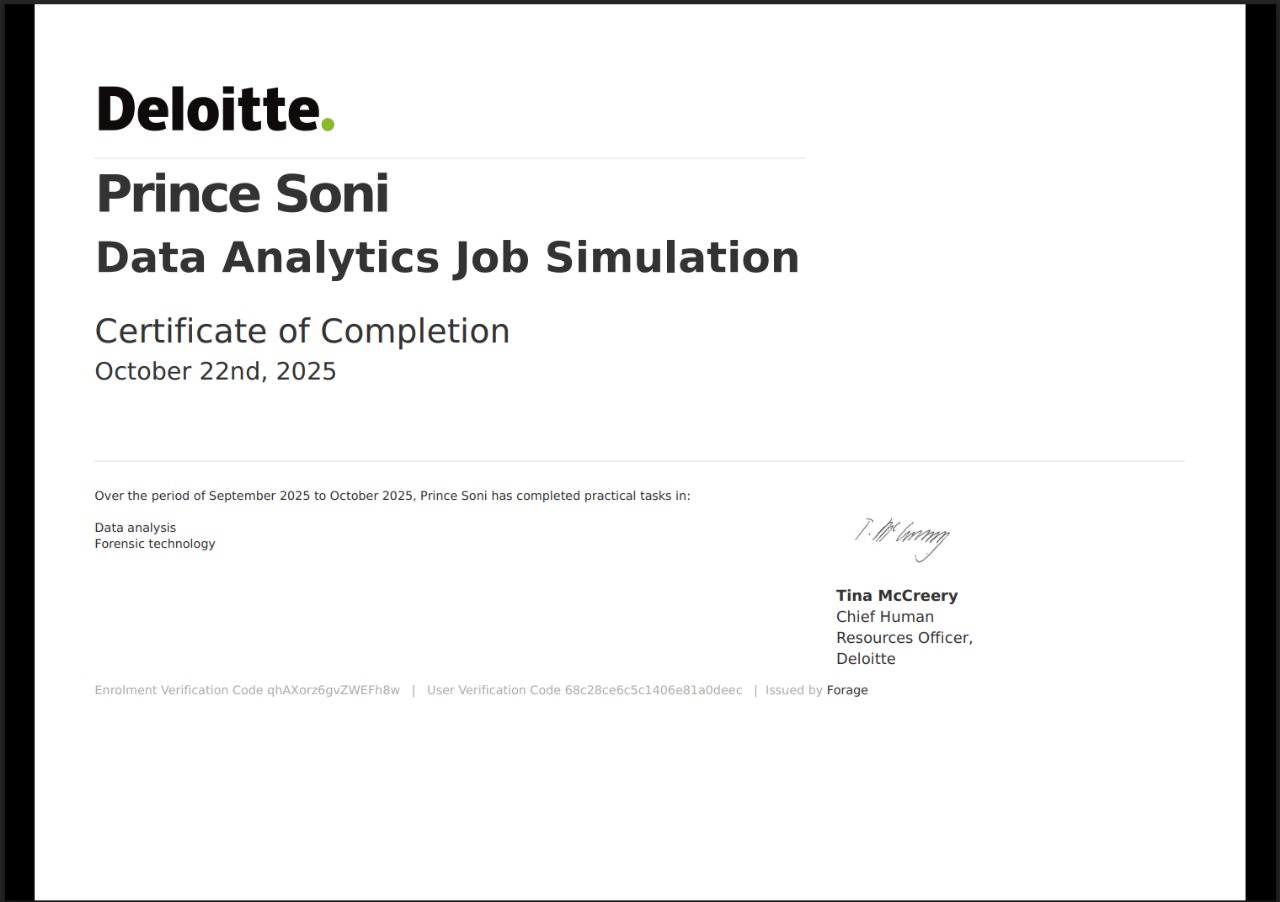 Deloitte.
Prince Soni
Data Analytics Job Simulation
Certificate of Completion
October 22nd, 2025
Over the period of September 2025 to October 2025, Prince Soni has completed practical tasks in:
Data analysis
Forensic technology
T. McCreery
Tina McCreery
Chief Human
Resources Officer,
Deloitte
Enrolment Verification Code qhAXorz6gvZWEFh8w | User Verification Code 68c28ce6c5c1406e81a0deec | Issued by Forage